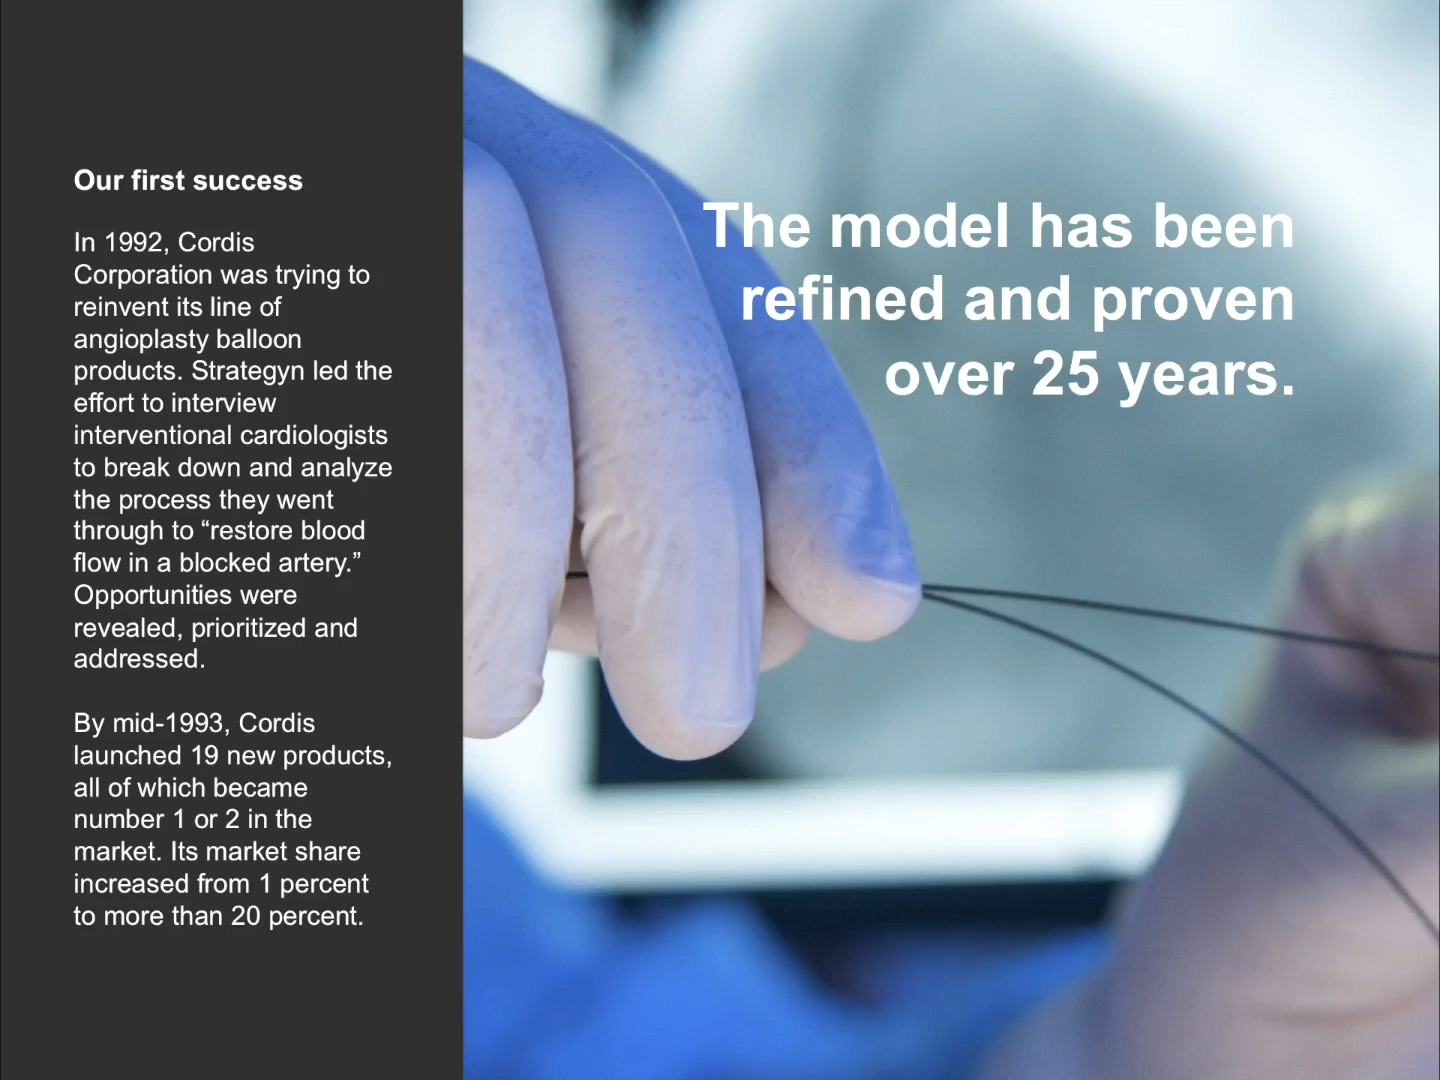 Our first success
In 1992, Cordis
Corporation was trying to
reinvent its line of
angioplasty balloon
products. Strategyn led the
effort to interview
interventional cardiologists
to break down and analyze
the process they went
through to “restore blood
flow in a blocked artery.”
Opportunities were
revealed, prioritized and
addressed.
By mid-1993, Cordis
launched 19 new products,
all of which became
number 1 or 2 in the
market. Its market share
increased from 1 percent
to more than 20 percent.
The model has been
refined and proven
over 25 years.